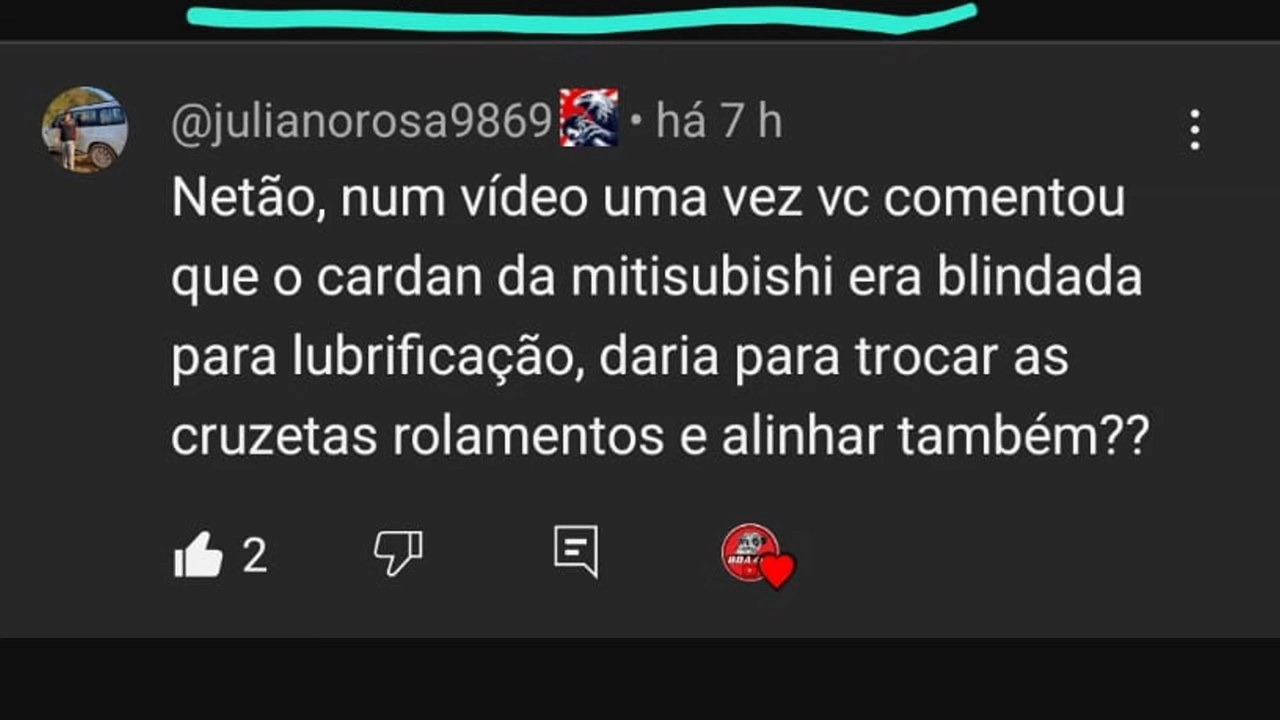 @julianorosa9869 • há 7 h
Netão, num vídeo uma vez vc comentou
que o cardan da mitisubishi era blindada
para lubrificação, daria para trocar as
cruzetas rolamentos e alinhar também??
2